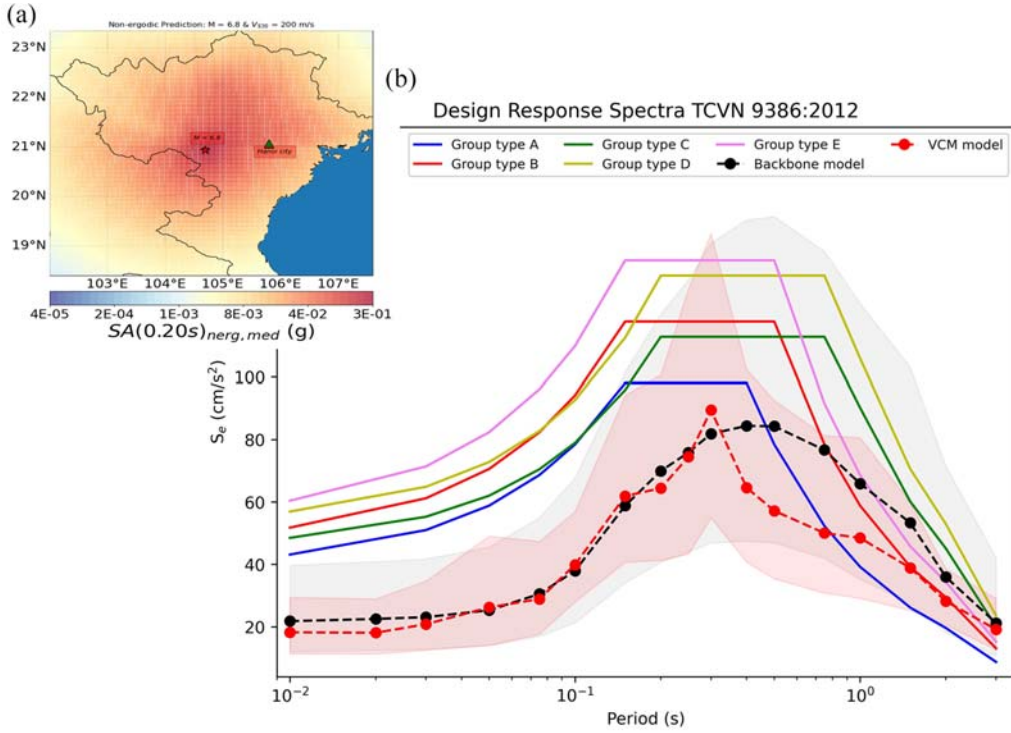 (a)
Non-ergodic Prediction: M = 6.8 & V_S30 = 200 m/s
23°N
22°N
21°N
20°N
19°N
M = 6.8
Hanoi city
103°E 104°E 105°E 106°E 107°E
4E-05 2E-04 1E-03 8E-03 4E-02 3E-01
SA(0.20s)nerg,med (g)
(b)
Design Response Spectra TCVN 9386:2012
Group type A Group type C Group type E VCM model
Group type B Group type D Backbone model
S_e (cm/s²)
100
80
60
40
20
10⁻² 10⁻¹ 10⁰
Period (s)